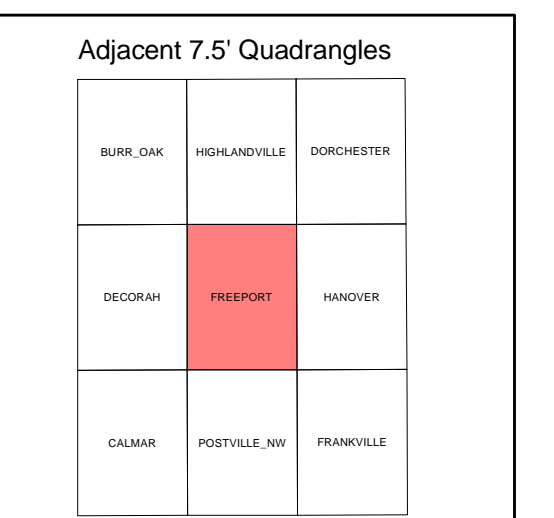 Adjacent 7.5' Quadrangles
BURR_OAK HIGHLANDVILLE DORCHESTER
DECORAH FREEPORT HANOVER
CALMAR POSTVILLE_NW FRANKVILLE